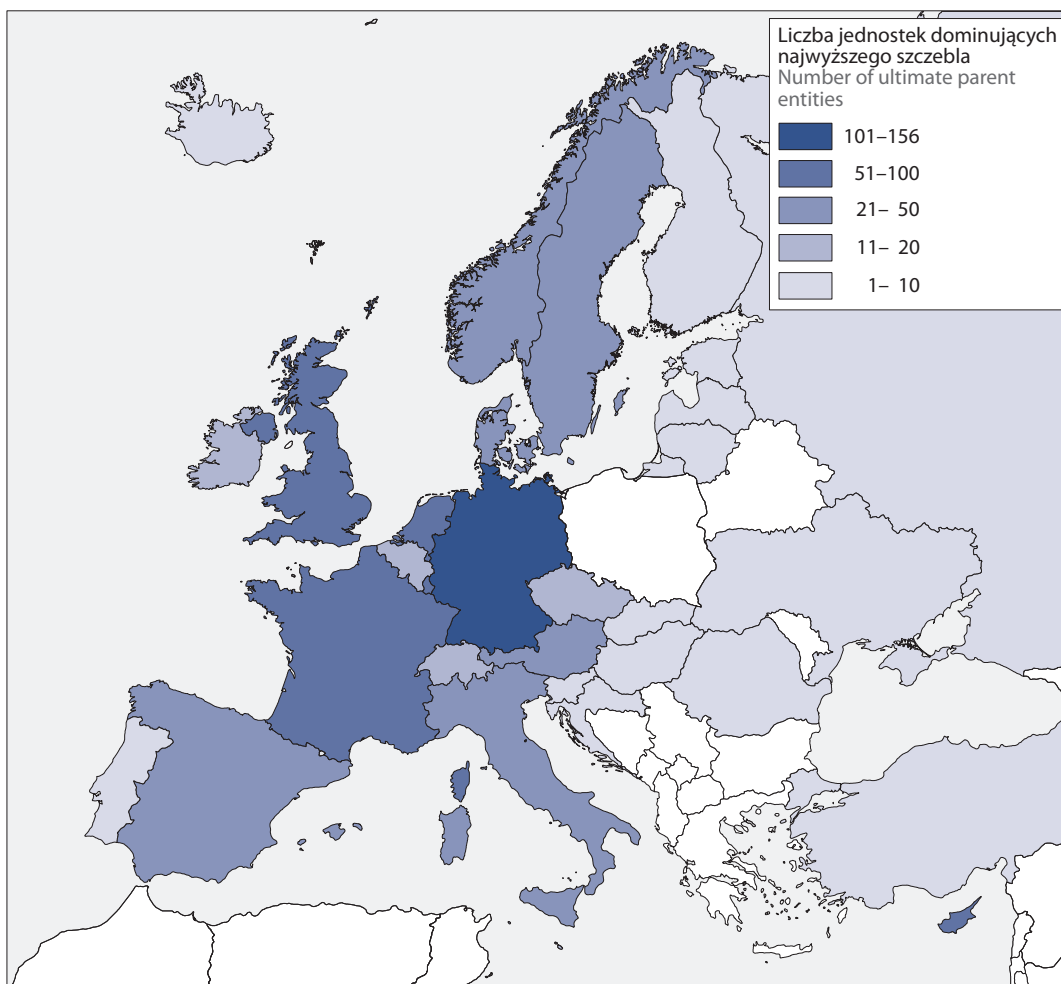 Liczba jednostek dominujących
najwyższego szczebla
Number of ultimate parent
entities
101–156
51–100
21– 50
11– 20
1– 10